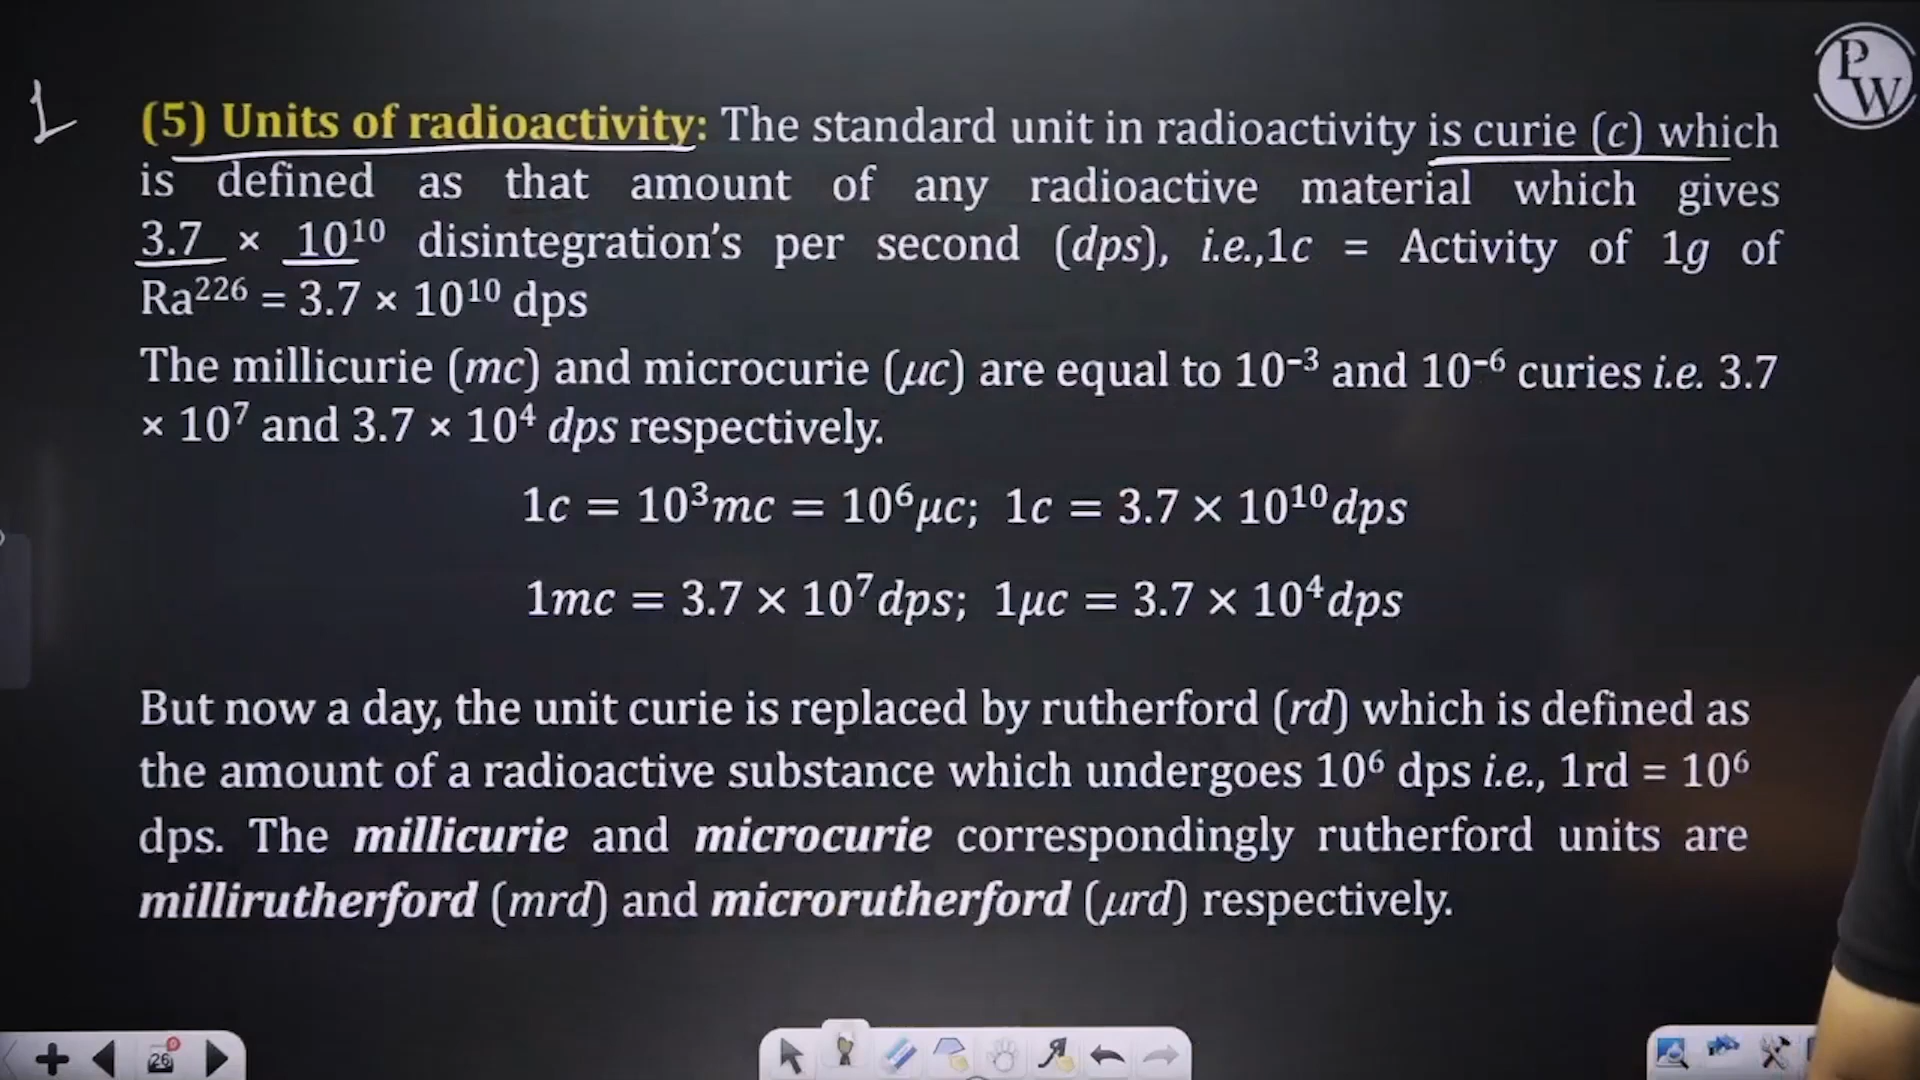 P
W
1
(5) Units of radioactivity: The standard unit in radioactivity is curie (c) which
is defined as that amount of any radioactive material which gives
3.7 × 10¹⁰ disintegration’s per second (dps), i.e.,1c = Activity of 1g of
Ra²²⁶ = 3.7 × 10¹⁰ dps
The millicurie (mc) and microcurie (μc) are equal to 10⁻³ and 10⁻⁶ curies i.e. 3.7
× 10⁷ and 3.7 × 10⁴ dps respectively.
1c = 10³mc = 10⁶μc; 1c = 3.7 × 10¹⁰dps
1mc = 3.7 × 10⁷dps; 1μc = 3.7 × 10⁴dps
But now a day, the unit curie is replaced by rutherford (rd) which is defined as
the amount of a radioactive substance which undergoes 10⁶ dps i.e., 1rd = 10⁶
dps. The millicurie and microcurie correspondingly rutherford units are
millirutherford (mrd) and microrutherford (μrd) respectively.
26